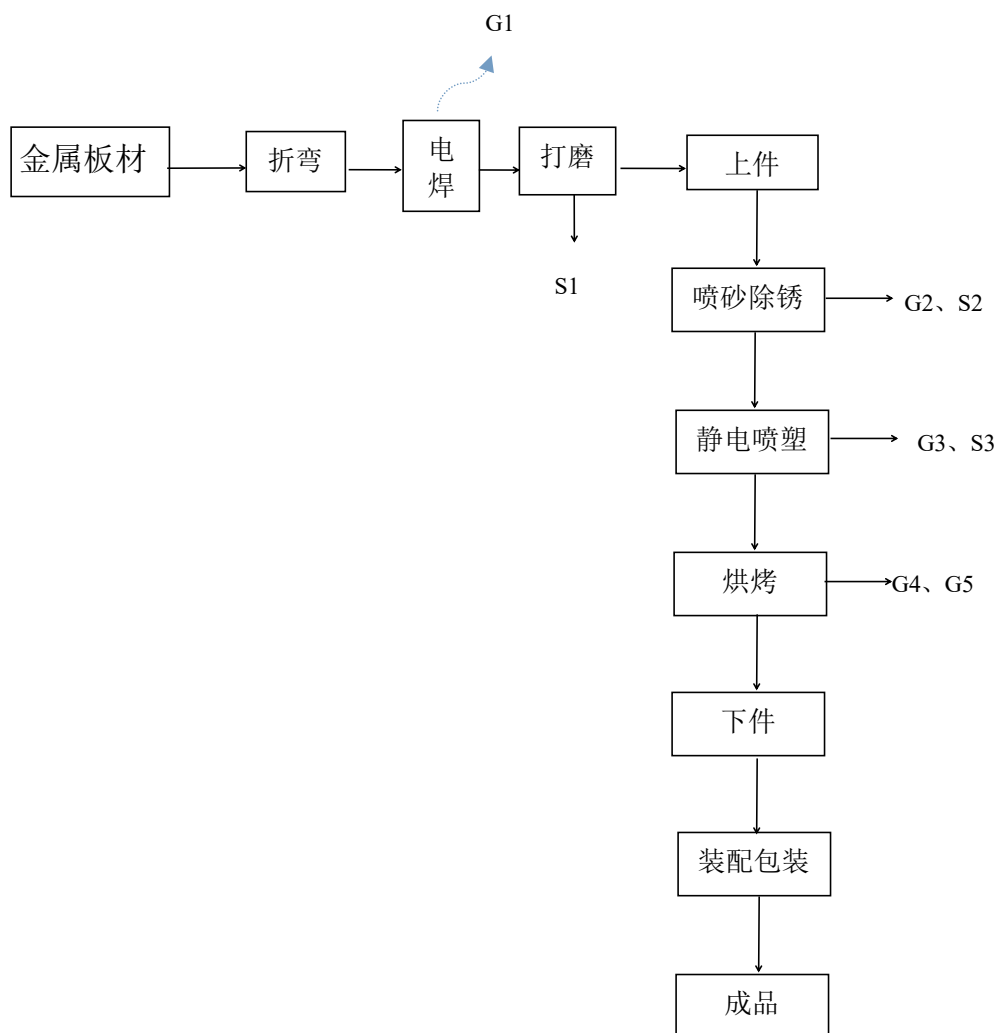 G1
金属板材
折弯
电
焊
打磨
上件
S1
喷砂除锈
G2、S2
静电喷塑
G3、S3
烘烤
G4、G5
下件
装配包装
成品